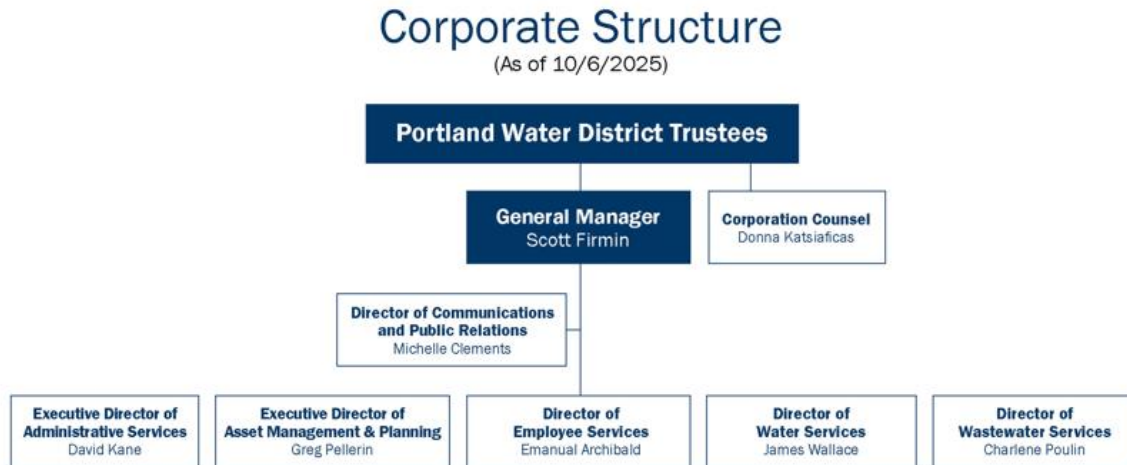 Corporate Structure
(As of 10/6/2025)
Portland Water District Trustees
General Manager
Scott Firmin
Corporation Counsel
Donna Katsiaficas
Director of Communications
and Public Relations
Michelle Clements
Executive Director of
Administrative Services
David Kane
Executive Director of
Asset Management & Planning
Greg Pellerin
Director of
Employee Services
Emanual Archibald
Director of
Water Services
James Wallace
Director of
Wastewater Services
Charlene Poulin